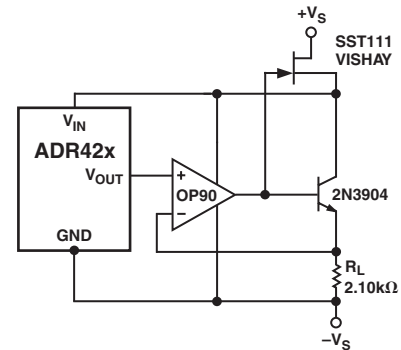 +VS
SST111
VISHAY
VIN
ADR42x
VOUT
GND
+
OP90
−
2N3904
RL
2.10kΩ
−VS